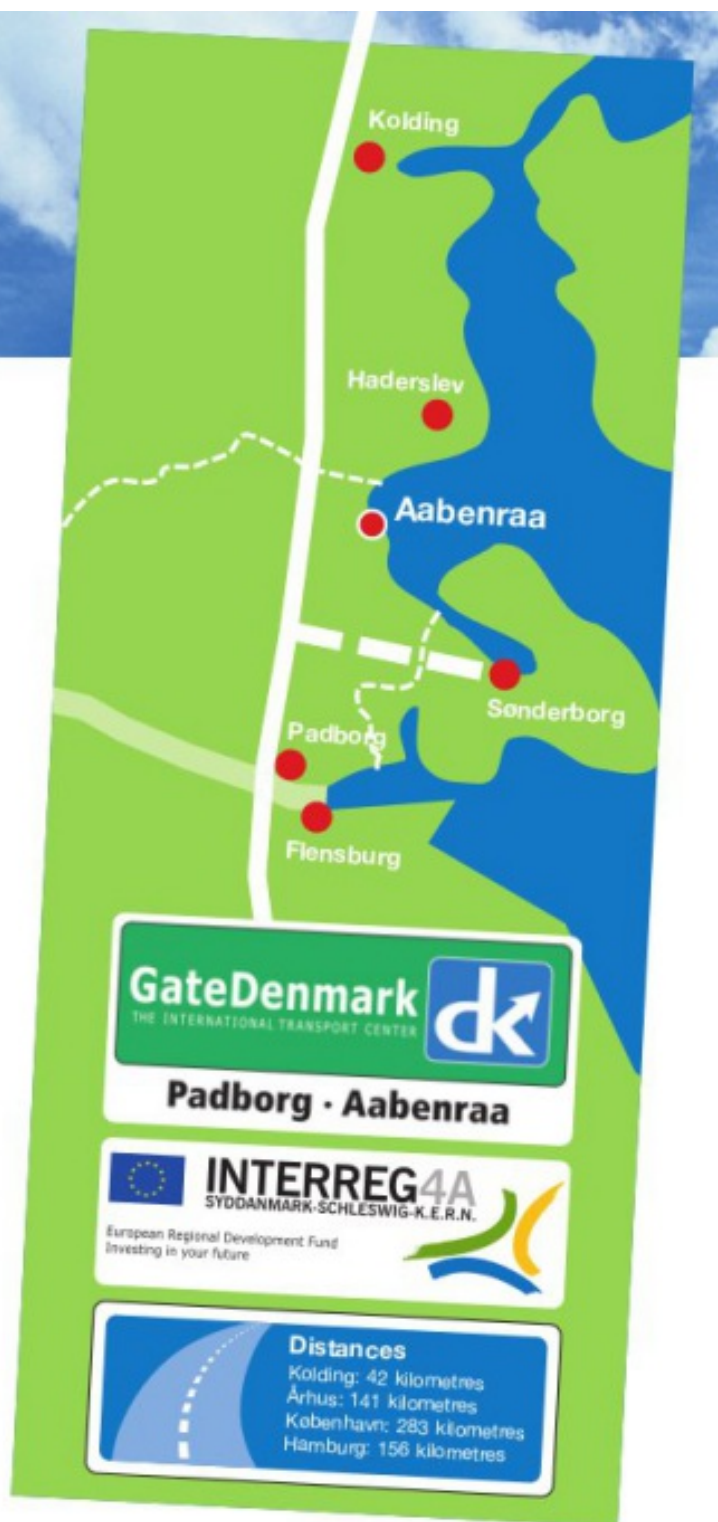 Kolding
Haderslev
Aabenraa
Sønderborg
Padborg
Flensburg
GateDenmark
THE INTERNATIONAL TRANSPORT CENTER
dk
Padborg · Aabenraa
INTERREG4A
SYDDANMARK-SCHLESWIG-K.E.R.N.
European Regional Development Fund
Investing in your future
Distances
Kolding: 42 kilometres
Århus: 141 kilometres
København: 283 kilometres
Hamburg: 156 kilometres